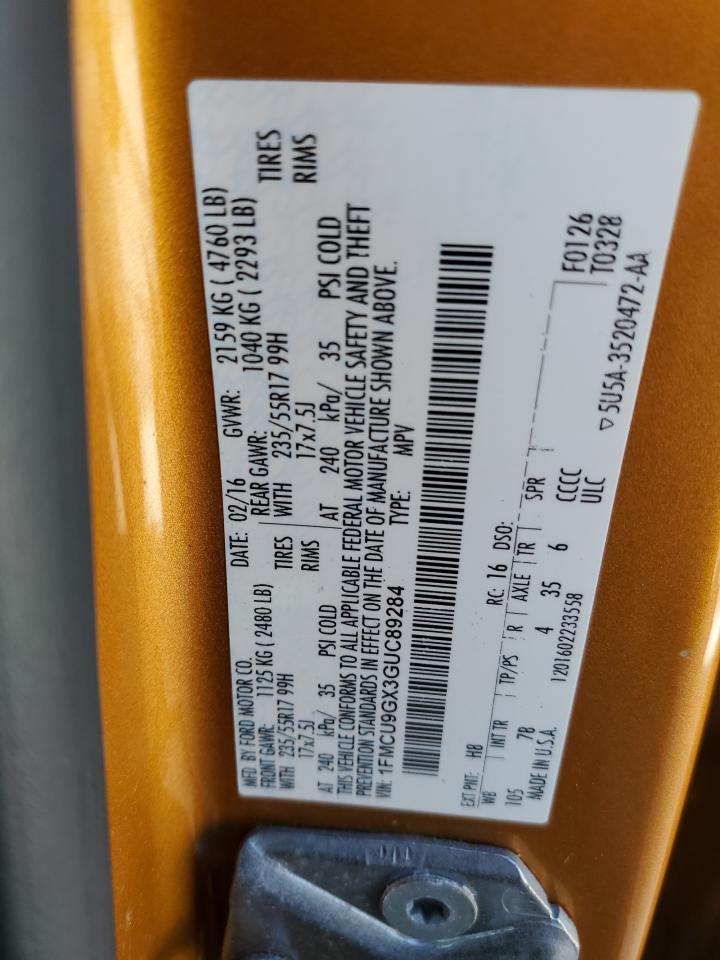 MFD. BY FORD MOTOR CO. DATE: 02/16 GVWR: 2159 KG ( 4760 LB)
FRONT GAWR: 1125 KG ( 2480 LB) REAR GAWR: 1040 KG ( 2293 LB)
WITH 235/55R17 99H TIRES WITH 235/55R17 99H TIRES
17x7.5J RIMS 17x7.5J RIMS
AT 240 kPa/ 35 PSI COLD AT 240 kPa/ 35 PSI COLD
THIS VEHICLE CONFORMS TO ALL APPLICABLE FEDERAL MOTOR VEHICLE SAFETY AND THEFT
PREVENTION STANDARDS IN EFFECT ON THE DATE OF MANUFACTURE SHOWN ABOVE.
VIN: 1FMCU9GX3GUC89284 TYPE: MPV
EXT PNT: H8 RC: 16 DSO:
WB INT TR TP/PS R AXLE TR SPR F0126
105 7B 4 35 6 CCCC T0328
MADE IN U.S.A. 1201602233558 ULC 5U5A-3520472-AA